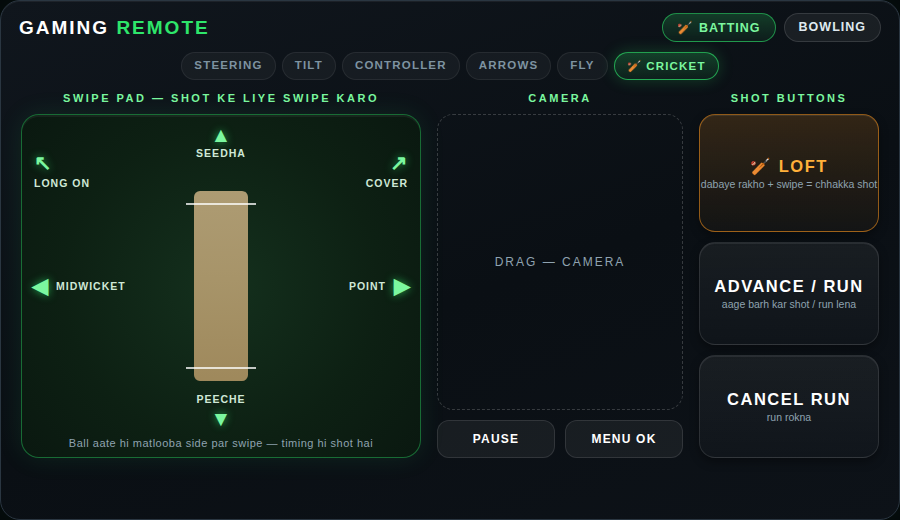 GAMING REMOTE
🏏 BATTING
BOWLING
STEERING
TILT
CONTROLLER
ARROWS
FLY
🏏 CRICKET
SWIPE PAD — SHOT KE LIYE SWIPE KARO
▲
SEEDHA
↖
LONG ON
↗
COVER
◀ MIDWICKET
POINT ▶
PEECHE
▼
Ball aate hi matlooba side par swipe — timing hi shot hai
CAMERA
DRAG — CAMERA
PAUSE
MENU OK
SHOT BUTTONS
🏏 LOFT
dabaye rakho + swipe = chhakka shot
ADVANCE / RUN
aage barh kar shot / run lena
CANCEL RUN
run rokna